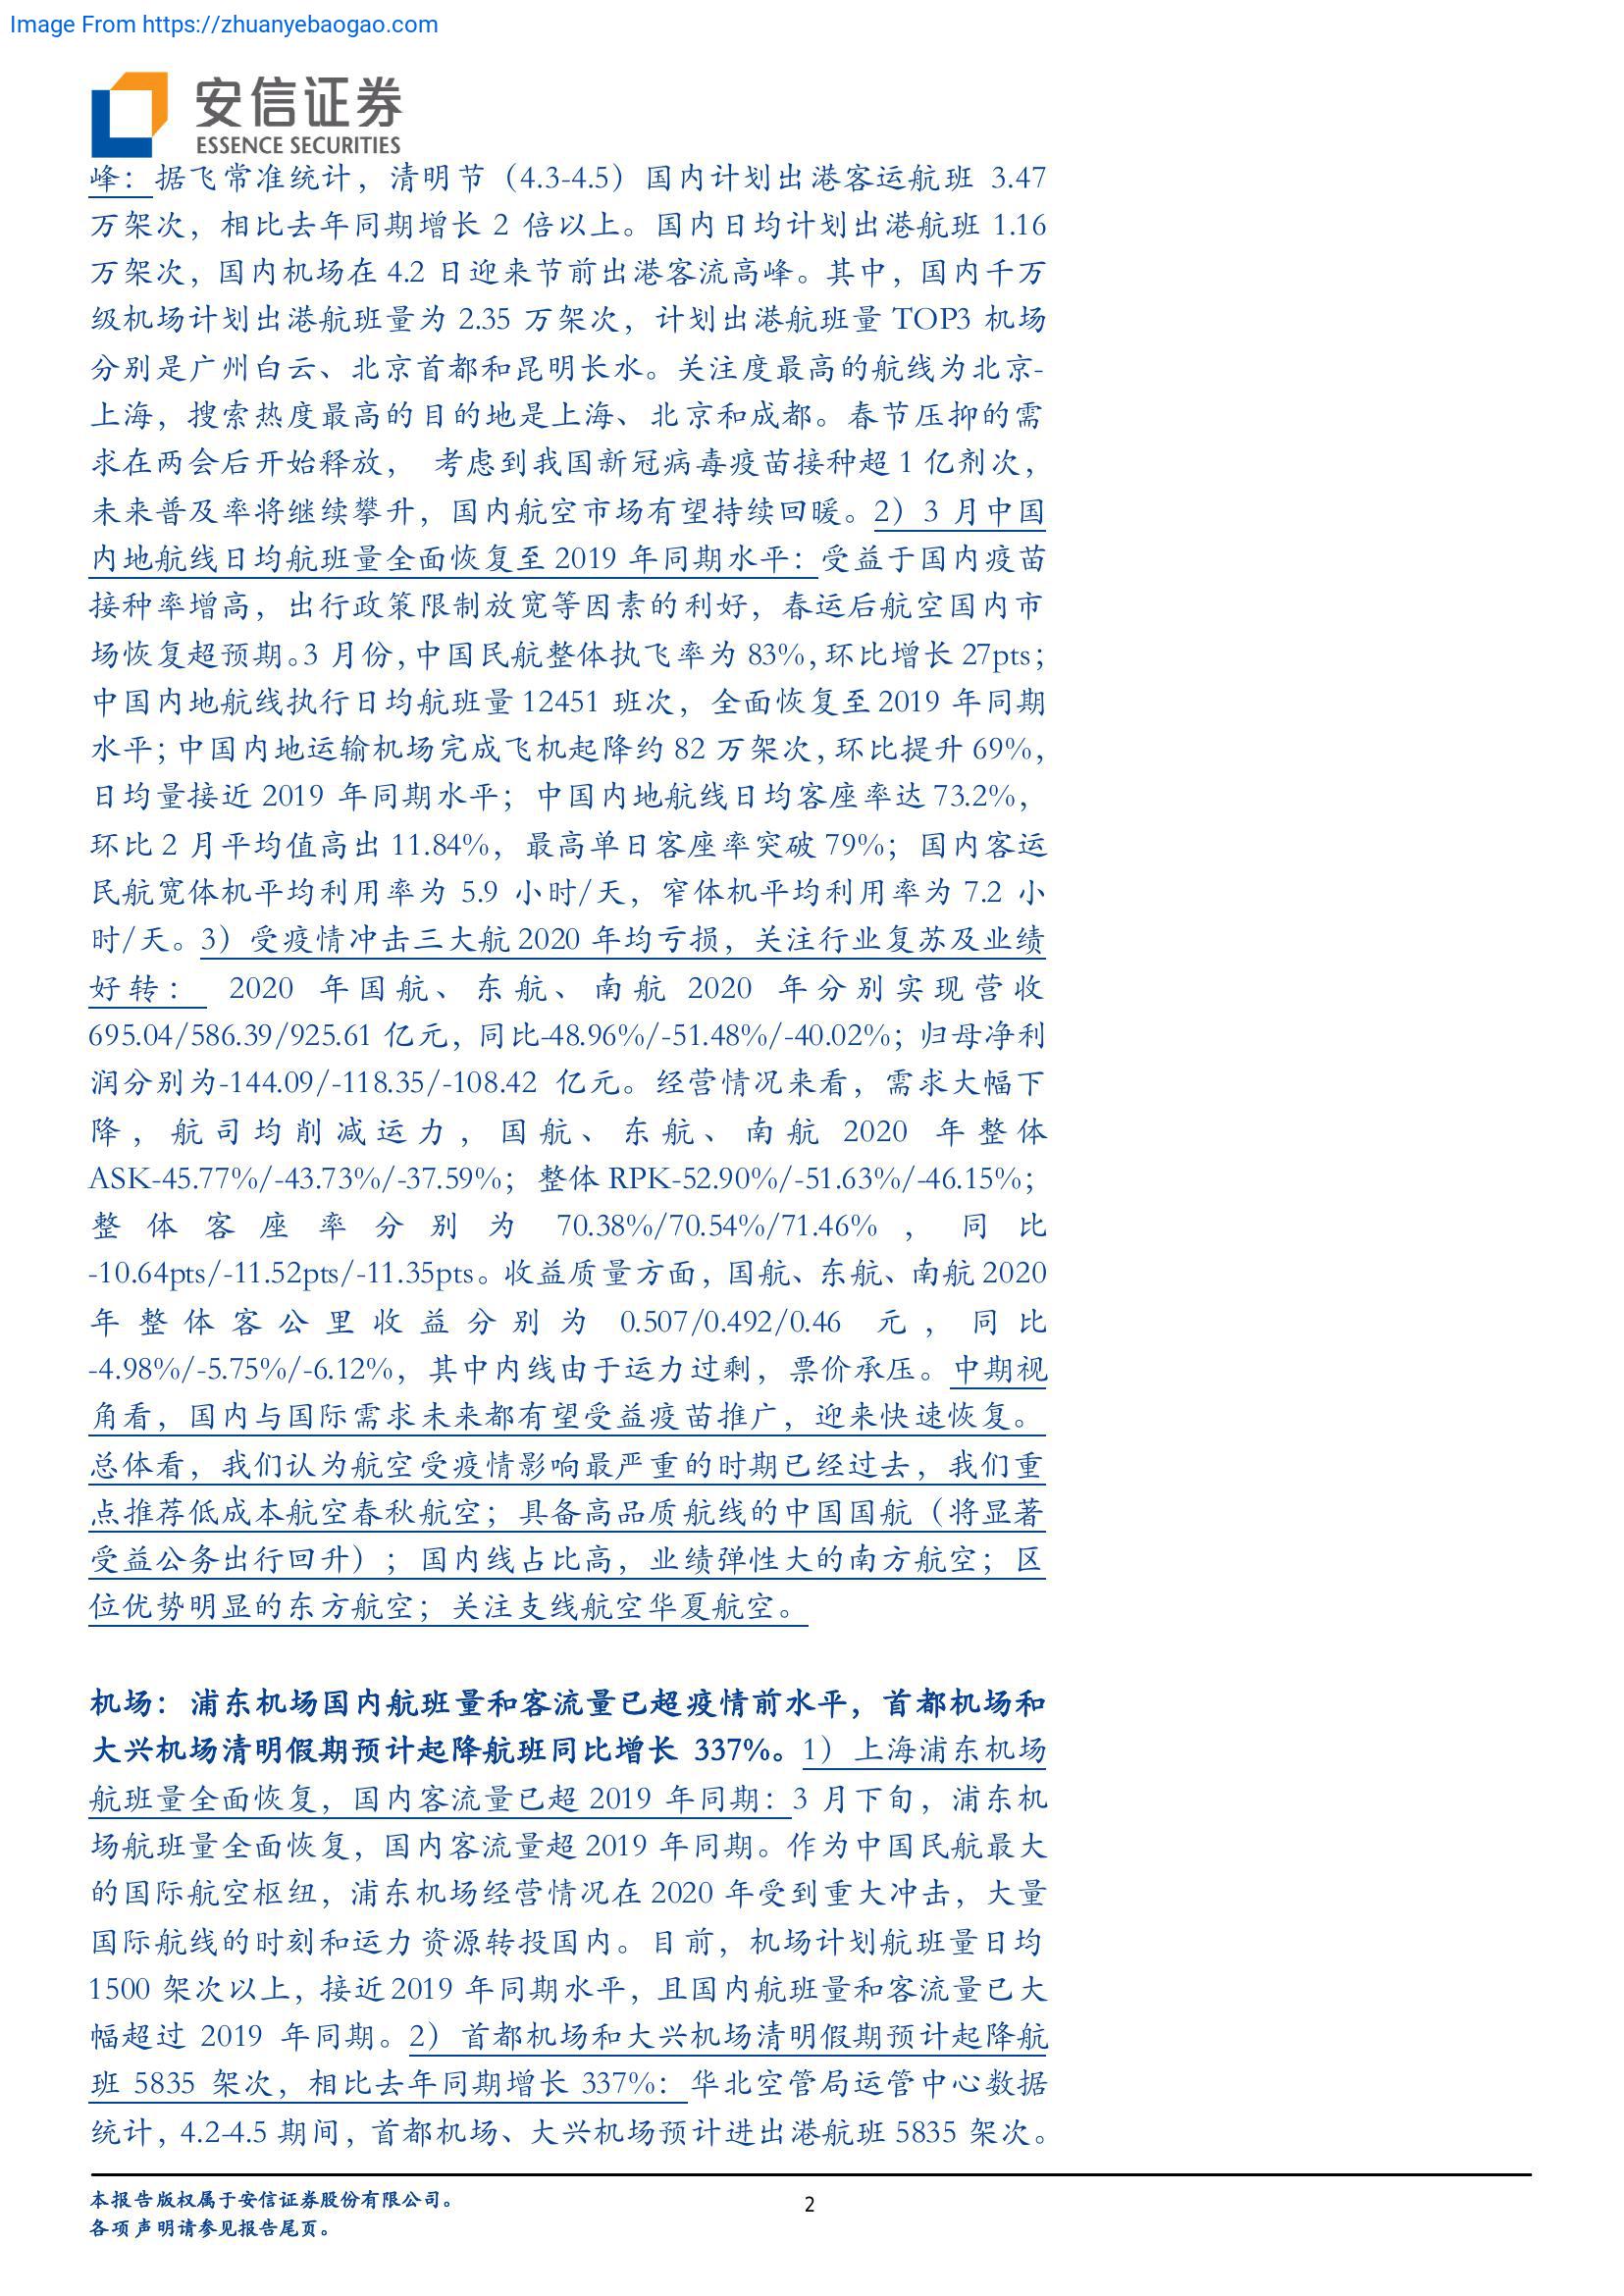 Image From https://zhuanyebaogao.com
安信证券
ESSENCE SECURITIES
峰：据飞常准统计，清明节（4.3-4.5）国内计划出港客运航班 3.47
万架次，相比去年同期增长 2 倍以上。国内日均计划出港航班 1.16
万架次，国内机场在 4.2 日迎来节前出港客流高峰。其中，国内千万
级机场计划出港航班量为 2.35 万架次，计划出港航班量 TOP3 机场
分别是广州白云、北京首都和昆明长水。关注度最高的航线为北京-
上海，搜索热度最高的目的地是上海、北京和成都。春节压抑的需
求在两会后开始释放， 考虑到我国新冠病毒疫苗接种超 1 亿剂次，
未来普及率将继续攀升，国内航空市场有望持续回暖。2）3 月中国
内地航线日均航班量全面恢复至 2019 年同期水平：受益于国内疫苗
接种率增高，出行政策限制放宽等因素的利好，春运后航空国内市
场恢复超预期。3 月份，中国民航整体执飞率为 83%，环比增长 27pts；
中国内地航线执行日均航班量 12451 班次，全面恢复至 2019 年同期
水平；中国内地运输机场完成飞机起降约 82 万架次，环比提升 69%，
日均量接近 2019 年同期水平；中国内地航线日均客座率达 73.2%，
环比 2 月平均值高出 11.84%，最高单日客座率突破 79%；国内客运
民航宽体机平均利用率为 5.9 小时/天，窄体机平均利用率为 7.2 小
时/天。3）受疫情冲击三大航 2020 年均亏损，关注行业复苏及业绩
好转： 2020 年国航、东航、南航 2020 年分别实现营收
695.04/586.39/925.61 亿元，同比-48.96%/-51.48%/-40.02%；归母净利
润分别为-144.09/-118.35/-108.42 亿元。经营情况来看，需求大幅下
降，航司均削减运力，国航、东航、南航 2020 年整体
ASK-45.77%/-43.73%/-37.59%；整体 RPK-52.90%/-51.63%/-46.15%；
整体客座率分别为 70.38%/70.54%/71.46%，同比
-10.64pts/-11.52pts/-11.35pts。收益质量方面，国航、东航、南航 2020
年整体客公里收益分别为 0.507/0.492/0.46 元，同比
-4.98%/-5.75%/-6.12%，其中内线由于运力过剩，票价承压。中期视
角看，国内与国际需求未来都有望受益疫苗推广，迎来快速恢复。
总体看，我们认为航空受疫情影响最严重的时期已经过去，我们重
点推荐低成本航空春秋航空；具备高品质航线的中国国航（将显著
受益公务出行回升）；国内线占比高，业绩弹性大的南方航空；区
位优势明显的东方航空；关注支线航空华夏航空。
机场：浦东机场国内航班量和客流量已超疫情前水平，首都机场和
大兴机场清明假期预计起降航班同比增长 337%。1）上海浦东机场
航班量全面恢复，国内客流量已超 2019 年同期：3 月下旬，浦东机
场航班量全面恢复，国内客流量超 2019 年同期。作为中国民航最大
的国际航空枢纽，浦东机场经营情况在 2020 年受到重大冲击，大量
国际航线的时刻和运力资源转投国内。目前，机场计划航班量日均
1500 架次以上，接近 2019 年同期水平，且国内航班量和客流量已大
幅超过 2019 年同期。2）首都机场和大兴机场清明假期预计起降航
班 5835 架次，相比去年同期增长 337%：华北空管局运管中心数据
统计，4.2-4.5 期间，首都机场、大兴机场预计进出港航班 5835 架次。
本报告版权属于安信证券股份有限公司。
2
各项声明请参见报告尾页。